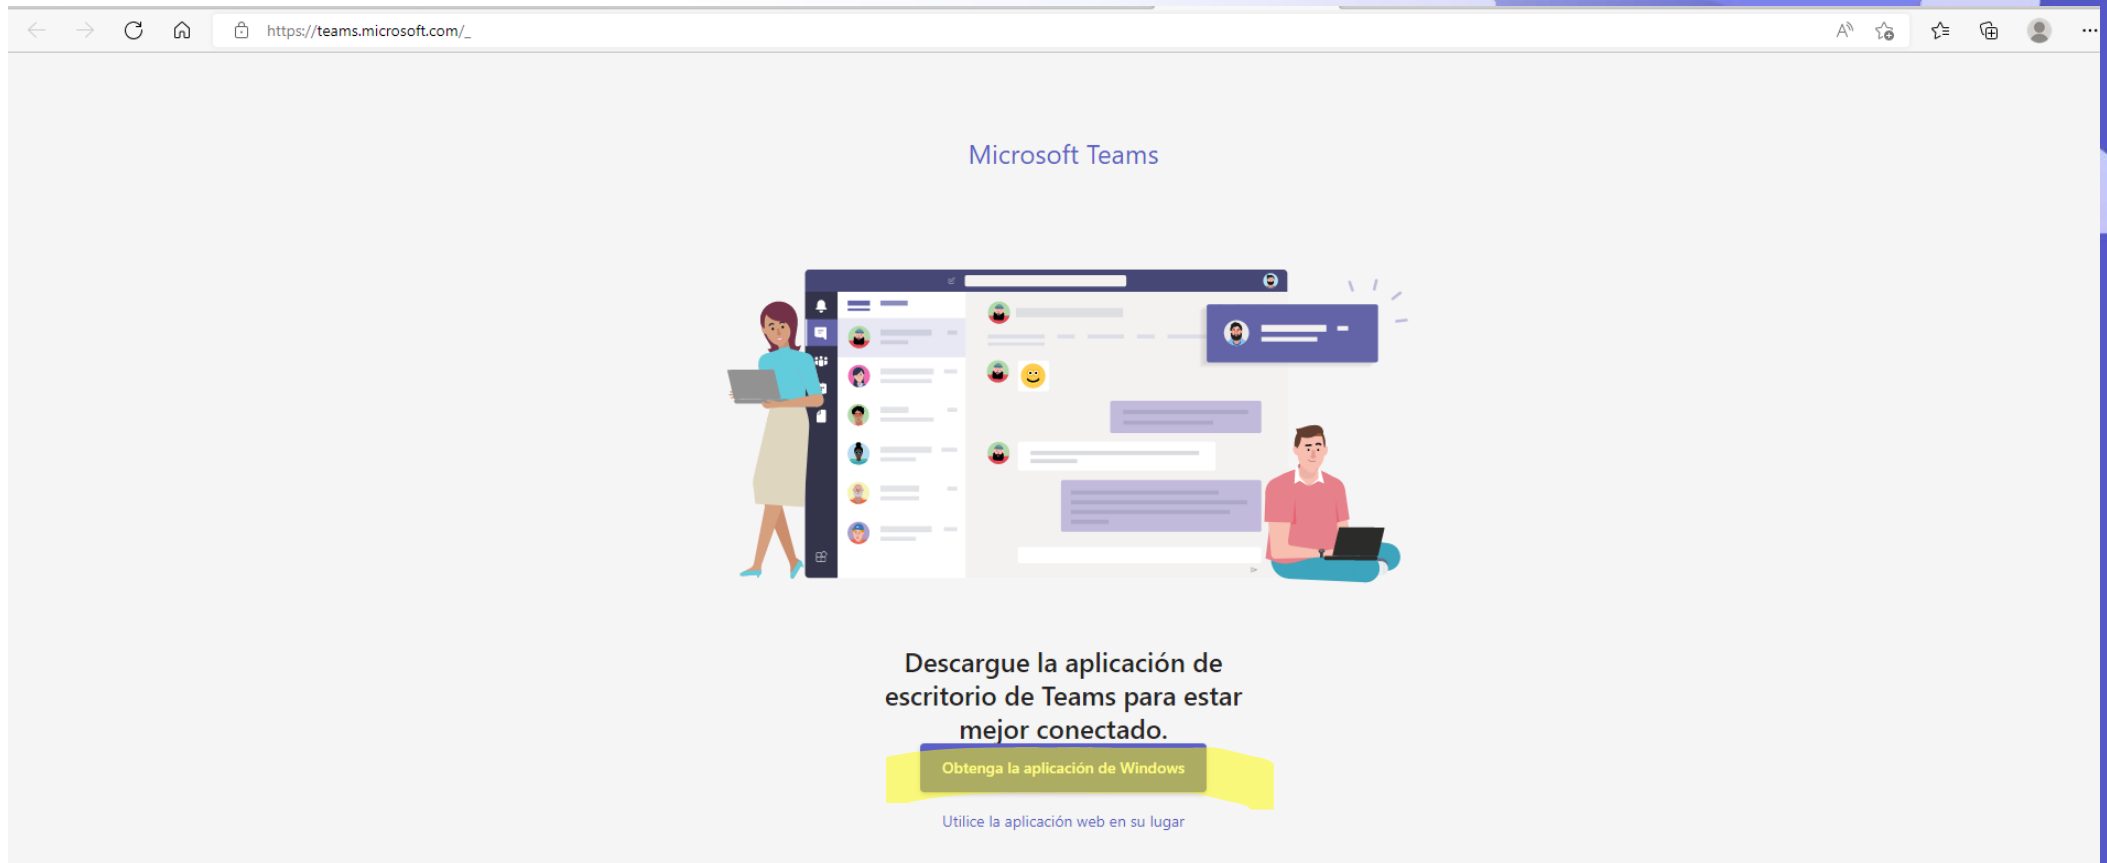 https://teams.microsoft.com/_
Microsoft Teams
Descargue la aplicación de
escritorio de Teams para estar
mejor conectado.
Obtenga la aplicación de Windows
Utilice la aplicación web en su lugar